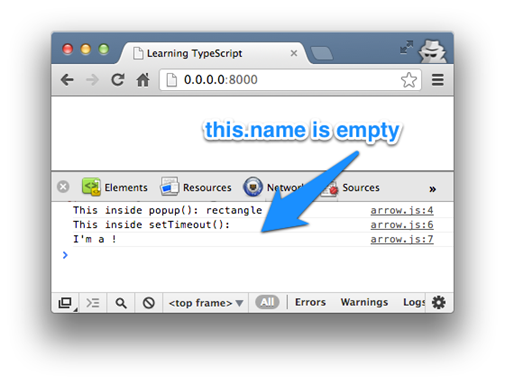 Learning TypeScript
0.0.0.0:8000
this.name is empty
Elements Resources Network Sources »
This inside popup(): rectangle arrow.js:4
This inside setTimeout(): arrow.js:6
I'm a ! arrow.js:7
<top frame> All Errors Warnings Logs